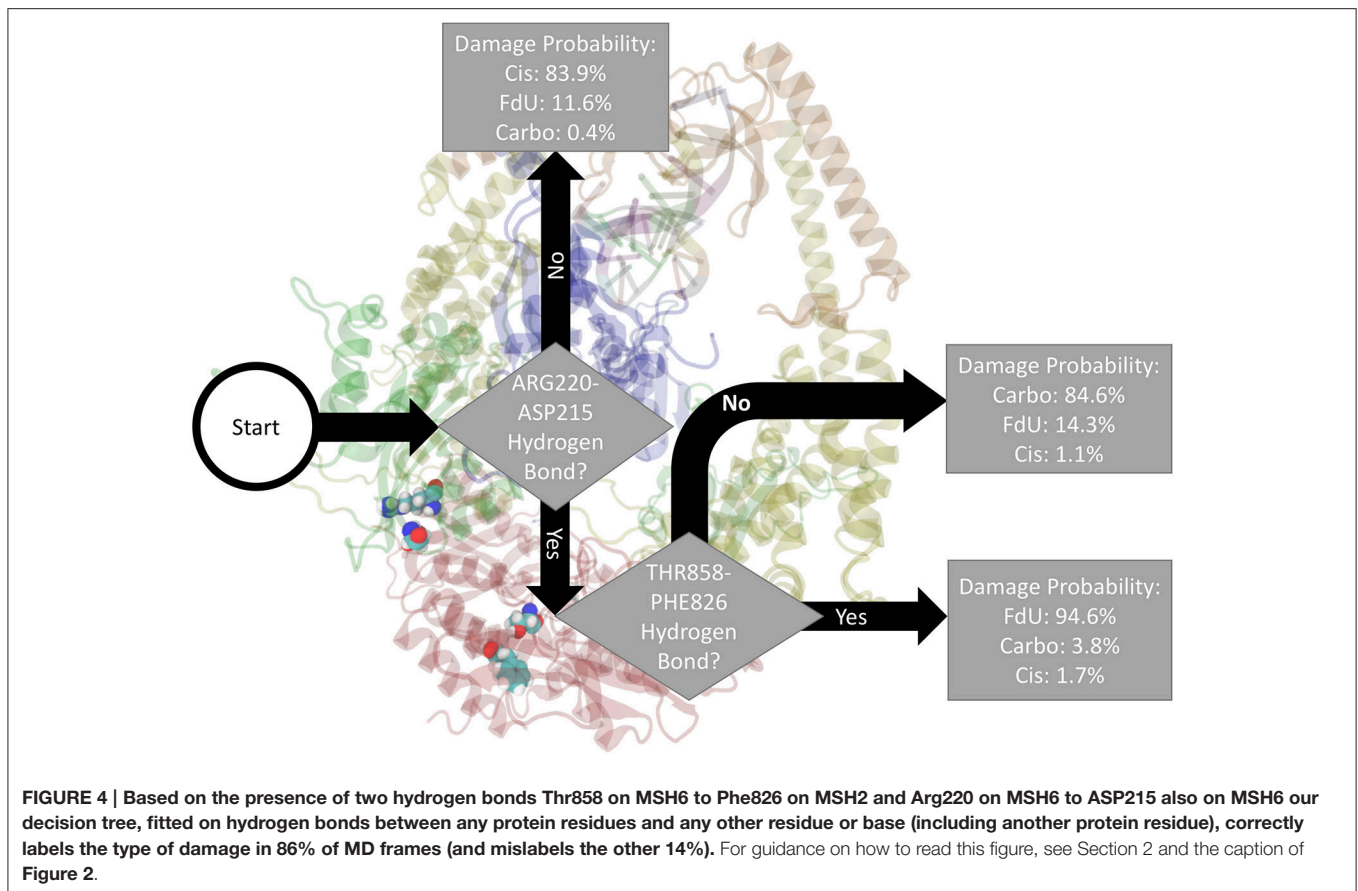 Damage Probability:
Cis: 83.9%
FdU: 11.6%
Carbo: 0.4%
No
Start
ARG220-
ASP215
Hydrogen
Bond?
No
Damage Probability:
Carbo: 84.6%
FdU: 14.3%
Cis: 1.1%
Yes
THR858-
PHE826
Hydrogen
Bond?
Yes
Damage Probability:
FdU: 94.6%
Carbo: 3.8%
Cis: 1.7%
FIGURE 4 | Based on the presence of two hydrogen bonds Thr858 on MSH6 to Phe826 on MSH2 and Arg220 on MSH6 to ASP215 also on MSH6 our
decision tree, fitted on hydrogen bonds between any protein residues and any other residue or base (including another protein residue), correctly
labels the type of damage in 86% of MD frames (and mislabels the other 14%). For guidance on how to read this figure, see Section 2 and the caption of
Figure 2.